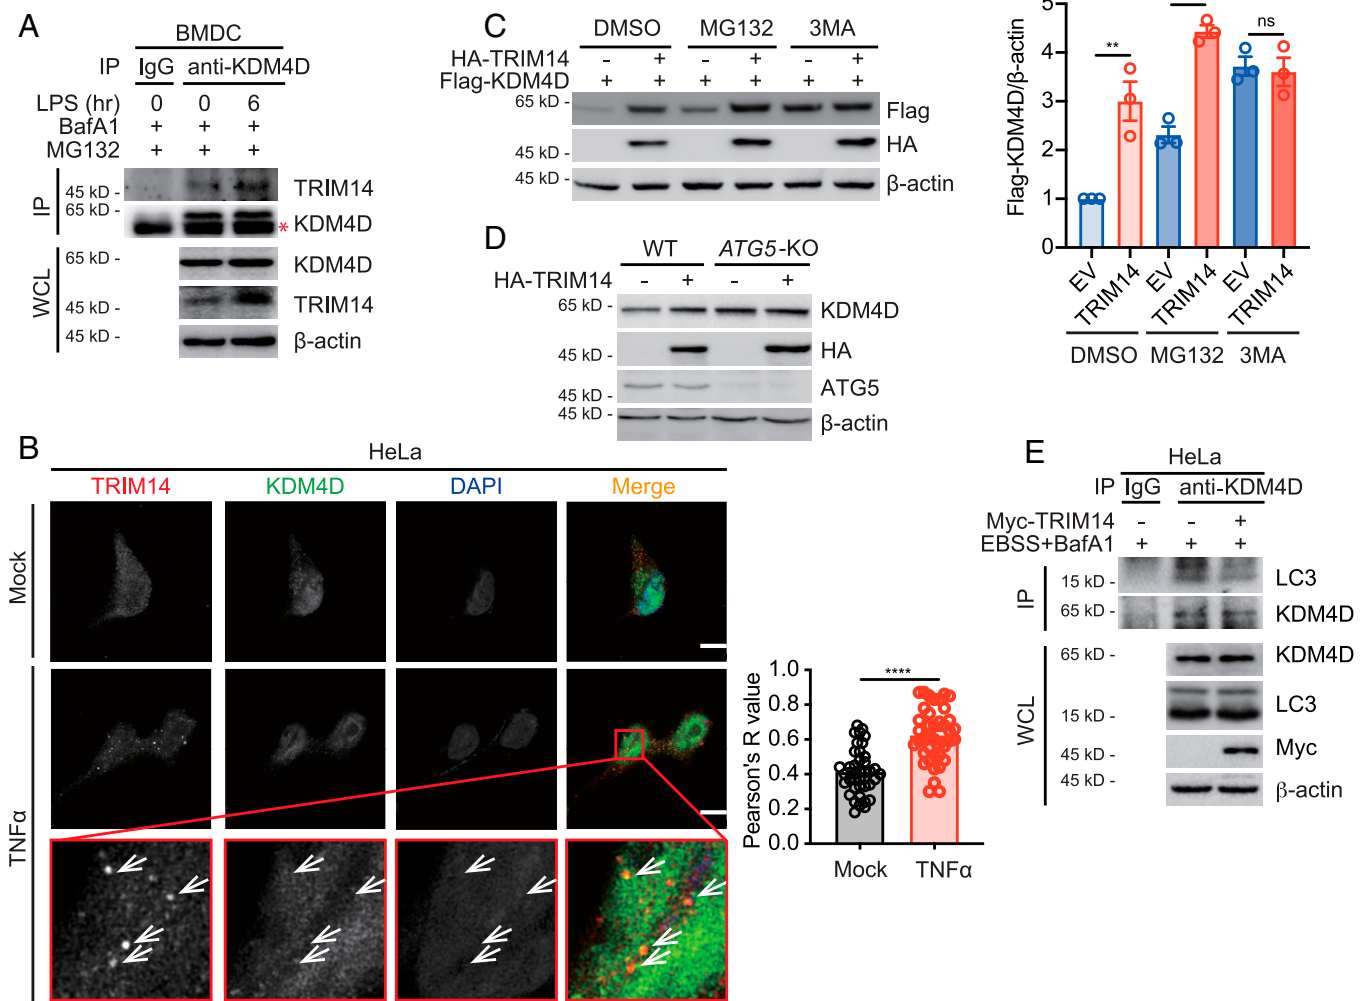 A
BMDC
IP IgG anti-KDM4D
LPS (hr) 0 0 6
BafA1 + + +
MG132 + + +
IP
45 kD - TRIM14
65 kD - * KDM4D
WCL
65 kD - KDM4D
45 kD - TRIM14
45 kD - β-actin
C
DMSO MG132 3MA
HA-TRIM14 - + - + - +
Flag-KDM4D + + + + + +
65 kD - Flag
45 kD - HA
45 kD - β-actin
Flag-KDM4D/β-actin
5
4
3
2
1
0
**
ns
EV TRIM14 EV TRIM14 EV TRIM14
DMSO MG132 3MA
D
WT ATG5-KO
HA-TRIM14 - + - +
65 kD - KDM4D
45 kD - HA
45 kD - ATG5
45 kD - β-actin
B
HeLa
TRIM14 KDM4D DAPI Merge
Mock
TNFα
Pearson's R value
1.0
0.8
0.6
0.4
0.2
0.0
****
Mock TNFα
E
HeLa
IP IgG anti-KDM4D
Myc-TRIM14 - - +
EBSS+BafA1 + + +
IP
15 kD - LC3
65 kD - KDM4D
WCL
65 kD - KDM4D
15 kD - LC3
45 kD - Myc
45 kD - β-actin